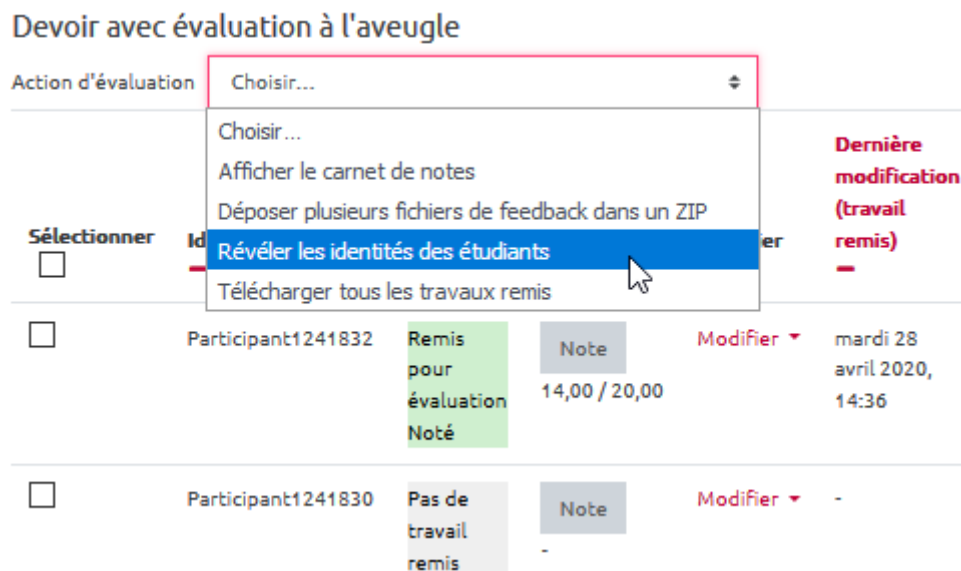 Devoir avec évaluation à l'aveugle
Action d'évaluation
Choisir...
Choisir...
Afficher le carnet de notes
Déposer plusieurs fichiers de feedback dans un ZIP
Révéler les identités des étudiants
Télécharger tous les travaux remis
Sélectionner
Dernière
modification
(travail
remis)
Participant1241832
Remis
pour
évaluation
Noté
Note
14,00 / 20,00
Modifier
mardi 28
avril 2020,
14:36
Participant1241830
Pas de
travail
remis
Note
-
Modifier
-